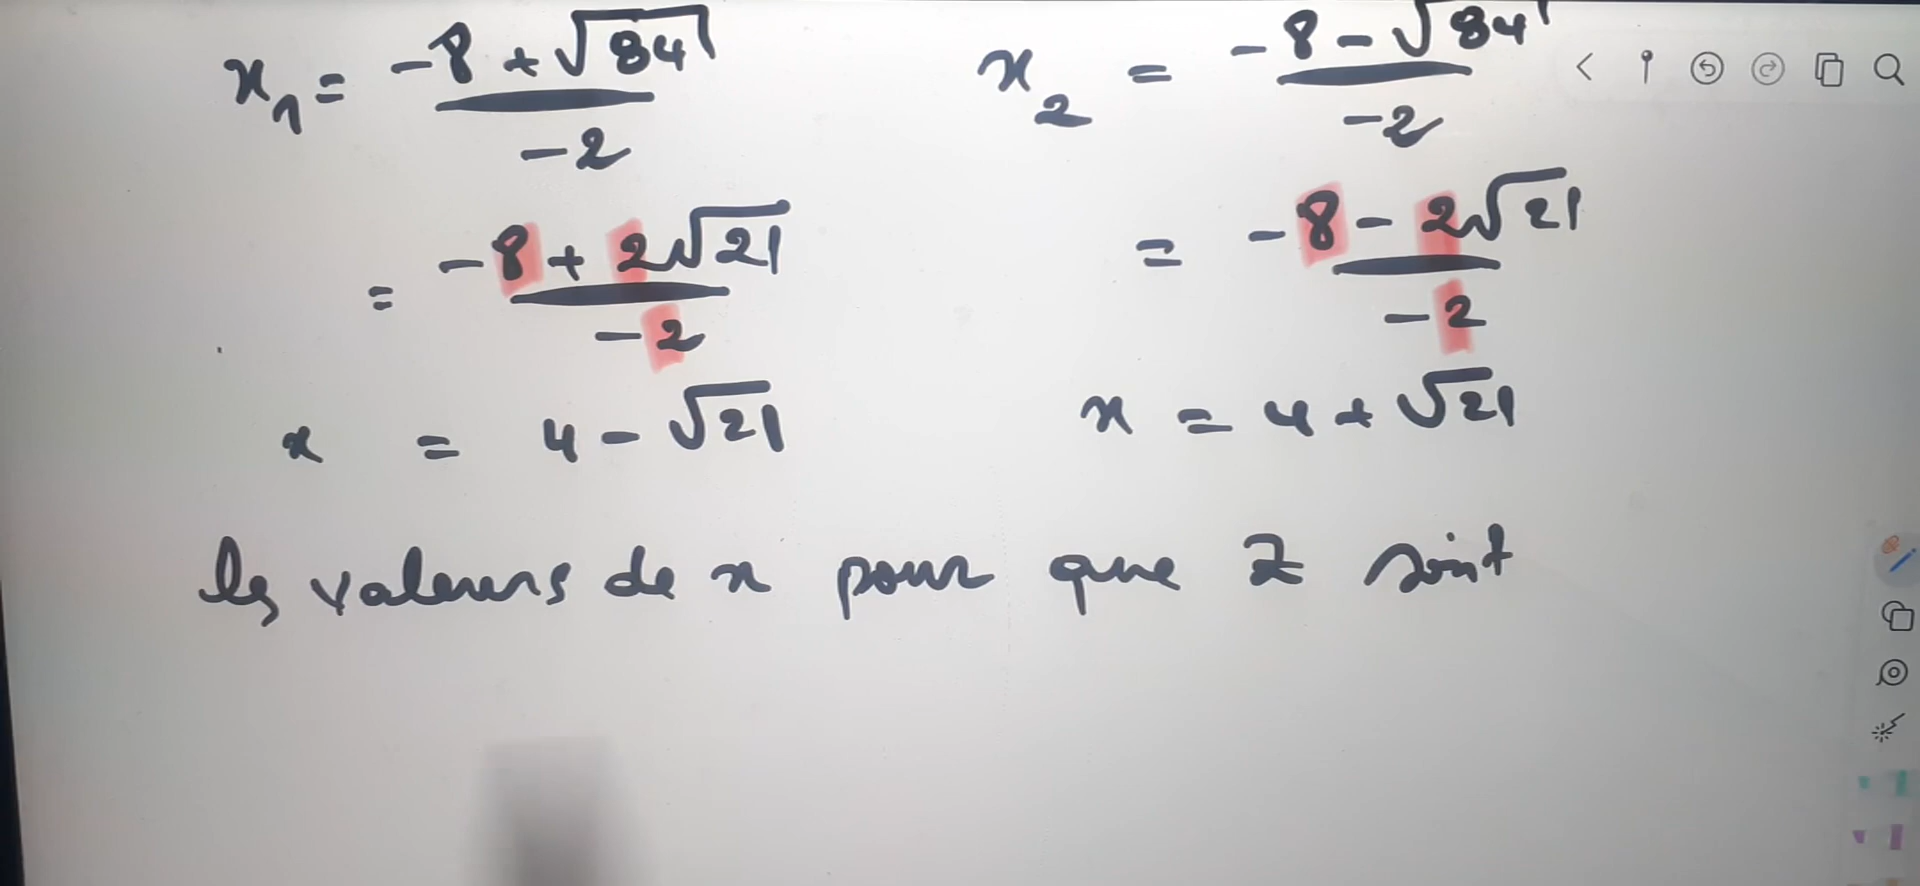 x₁ = (-8 + √84) / -2    x₂ = (-8 - √84) / -2
= (-8 + 2√21) / -2    = (-8 - 2√21) / -2
x = 4 - √21    x = 4 + √21
les valeurs de x pour que Z soit